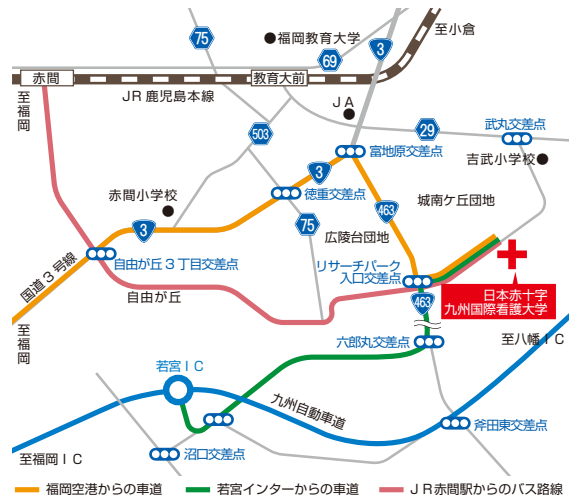 至小倉
75
福岡教育大学
3
69
赤間
教育大前
至福岡
JR鹿児島本線
JA
503
29
武丸交差点
富地原交差点
吉武小学校
3
徳重交差点
赤間小学校
463
城南ケ丘団地
3
75
広陵台団地
国道3号線
自由が丘3丁目交差点
リサーチパーク
入口交差点
自由が丘
463
日本赤十字
九州国際看護大学
至福岡
六郎丸交差点
至八幡IC
若宮IC
九州自動車道
斧田東交差点
至福岡IC
沼口交差点
福岡空港からの車道
若宮インターからの車道
JR赤間駅からのバス路線